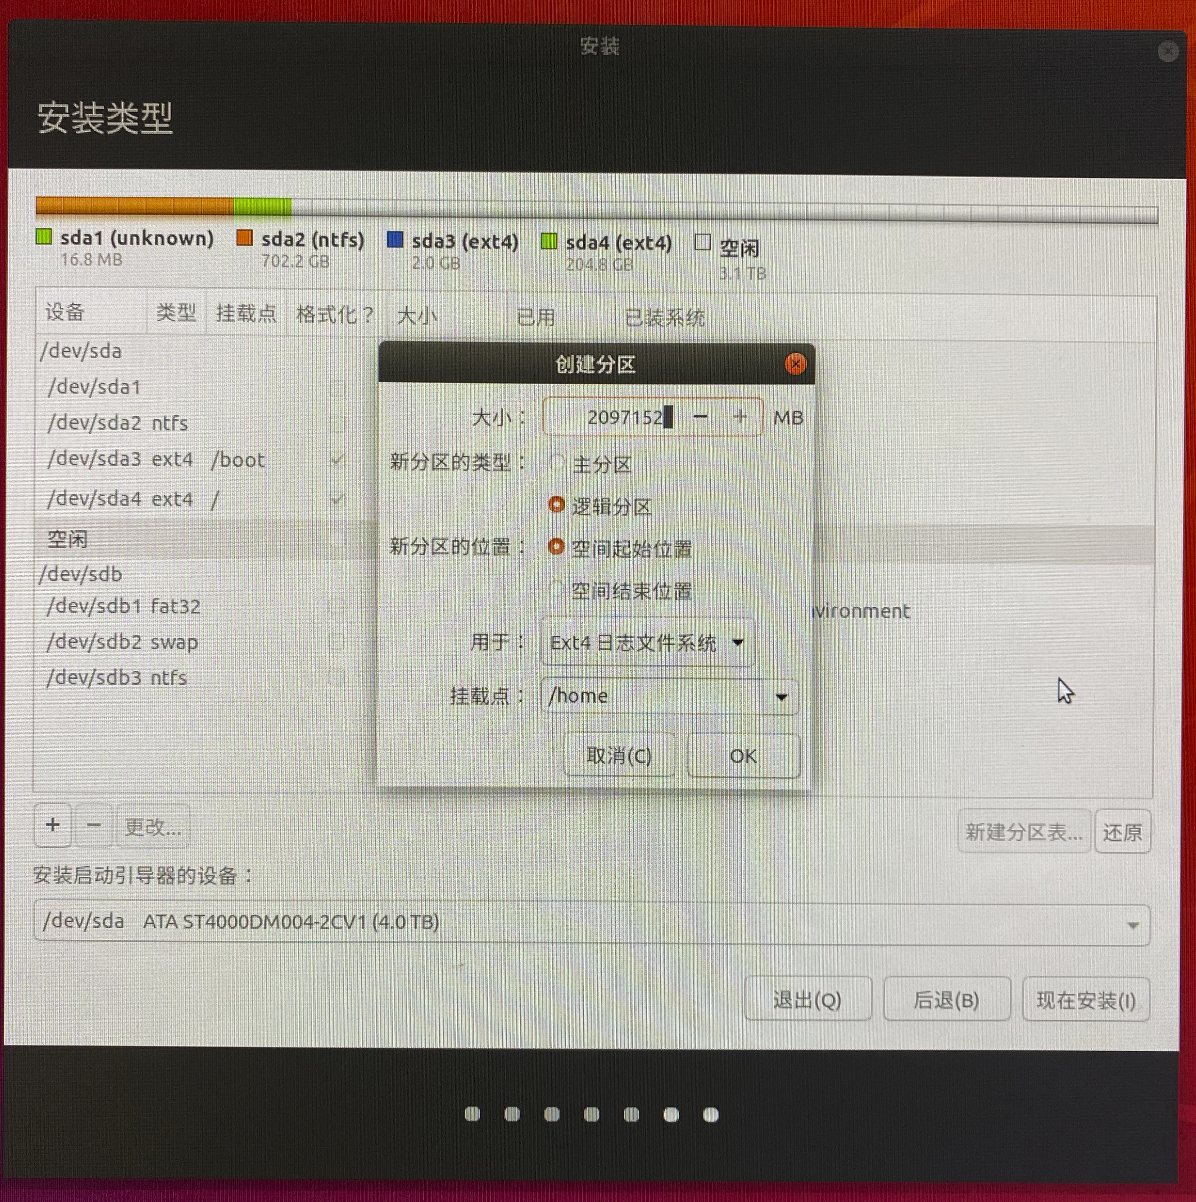 安装
安装类型
sda1 (unknown) sda2 (ntfs) sda3 (ext4) sda4 (ext4) 空闲
16.8 MB 702.2 GB 2.0 GB 204.8 GB 3.1 TB
设备 类型 挂载点 格式化？ 大小 已用 已装系统
/dev/sda
/dev/sda1
/dev/sda2 ntfs
/dev/sda3 ext4 /boot
/dev/sda4 ext4 /
空闲
/dev/sdb
/dev/sdb1 fat32 vironment
/dev/sdb2 swap
/dev/sdb3 ntfs
创建分区
大小： 2097152 − + MB
新分区的类型： 主分区
逻辑分区
新分区的位置： 空间起始位置
空间结束位置
用于： Ext4 日志文件系统
挂载点： /home
取消(C) OK
+ − 更改... 新建分区表... 还原
安装启动引导器的设备：
/dev/sda ATA ST4000DM004-2CV1 (4.0 TB)
退出(Q) 后退(B) 现在安装(I)